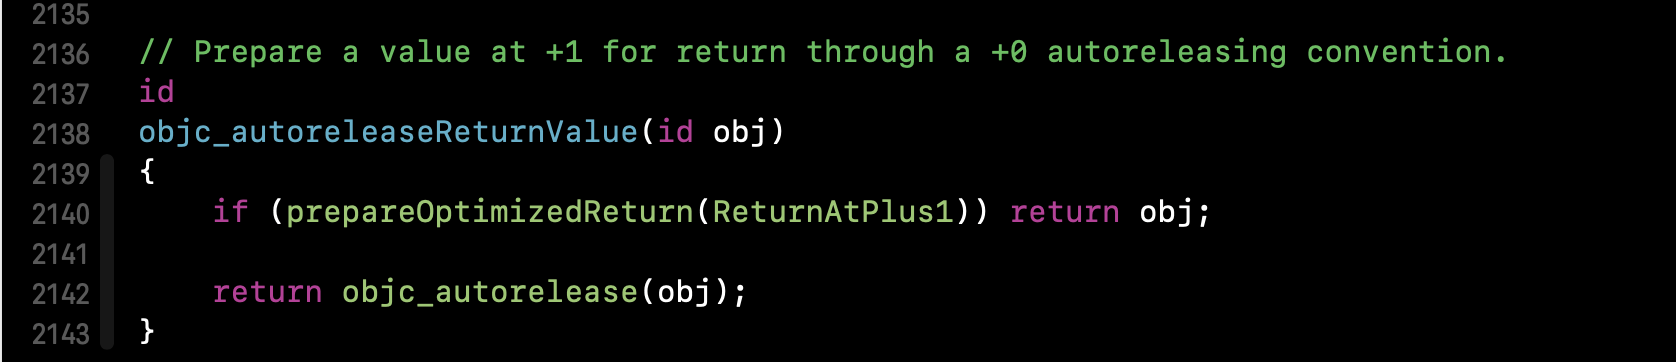 2135
2136 // Prepare a value at +1 for return through a +0 autoreleasing convention.
2137 id
2138 objc_autoreleaseReturnValue(id obj)
2139 {
2140     if (prepareOptimizedReturn(ReturnAtPlus1)) return obj;
2141
2142     return objc_autorelease(obj);
2143 }